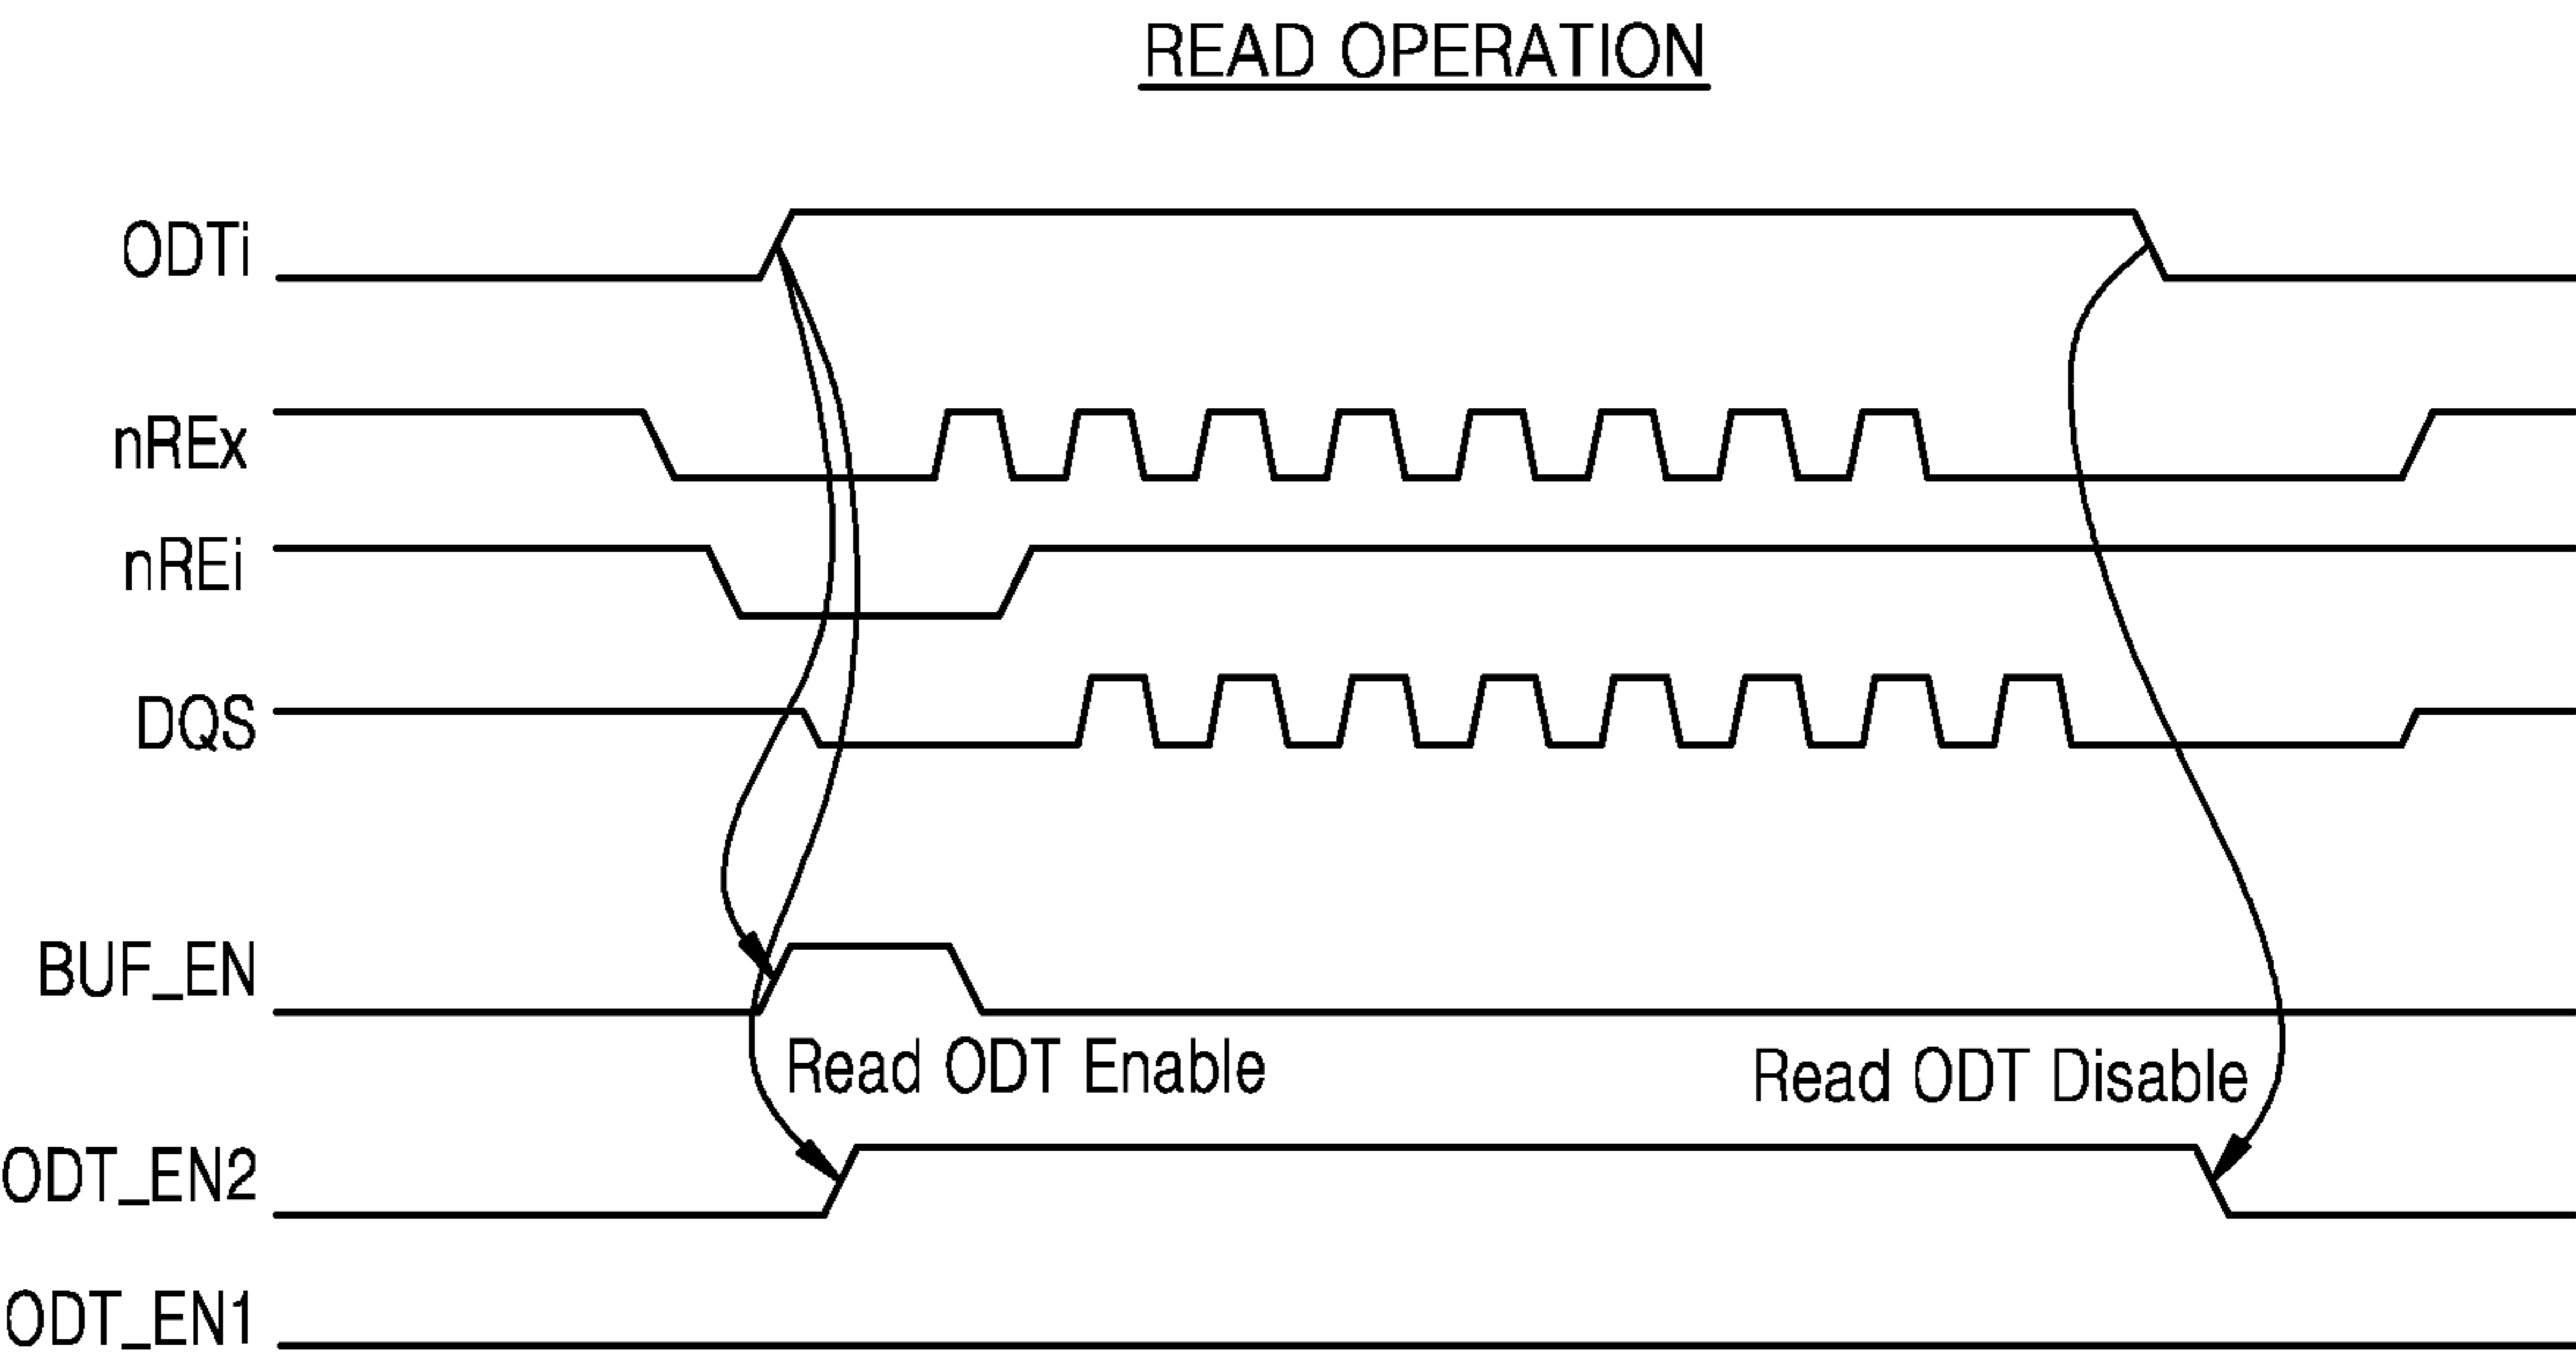 READ OPERATION
ODTi
nREx
nREi
DQS
BUF_EN
Read ODT Enable
Read ODT Disable
ODT_EN2
ODT_EN1